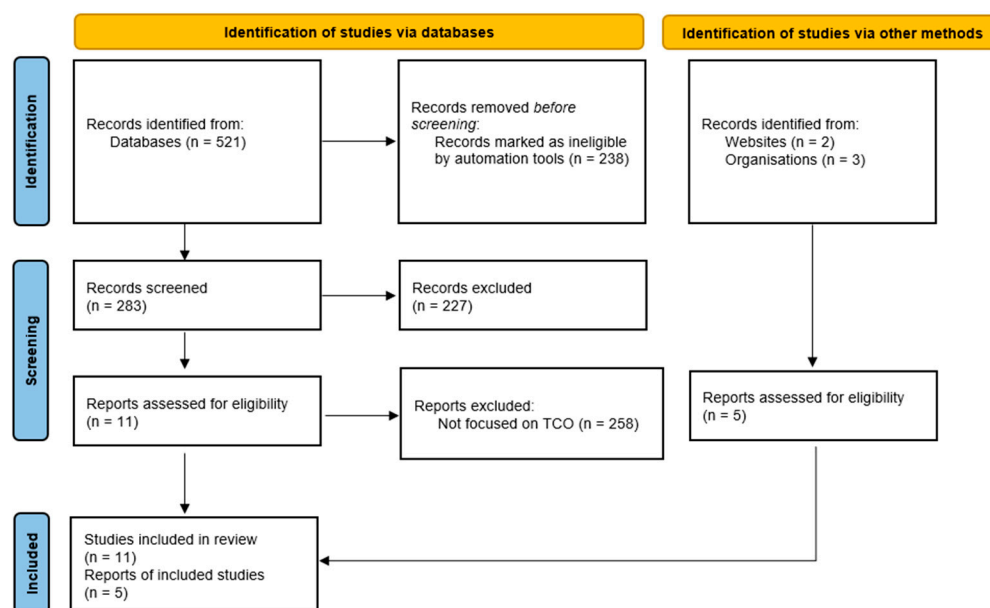 Identification of studies via databases
Identification of studies via other methods
Identification
Records identified from:
Databases (n = 521)
Records removed before
screening:
Records marked as ineligible
by automation tools (n = 238)
Records identified from:
Websites (n = 2)
Organisations (n = 3)
Screening
Records screened
(n = 283)
Records excluded
(n = 227)
Reports assessed for eligibility
(n = 11)
Reports excluded:
Not focused on TCO (n = 258)
Reports assessed for eligibility
(n = 5)
Included
Studies included in review
(n = 11)
Reports of included studies
(n = 5)